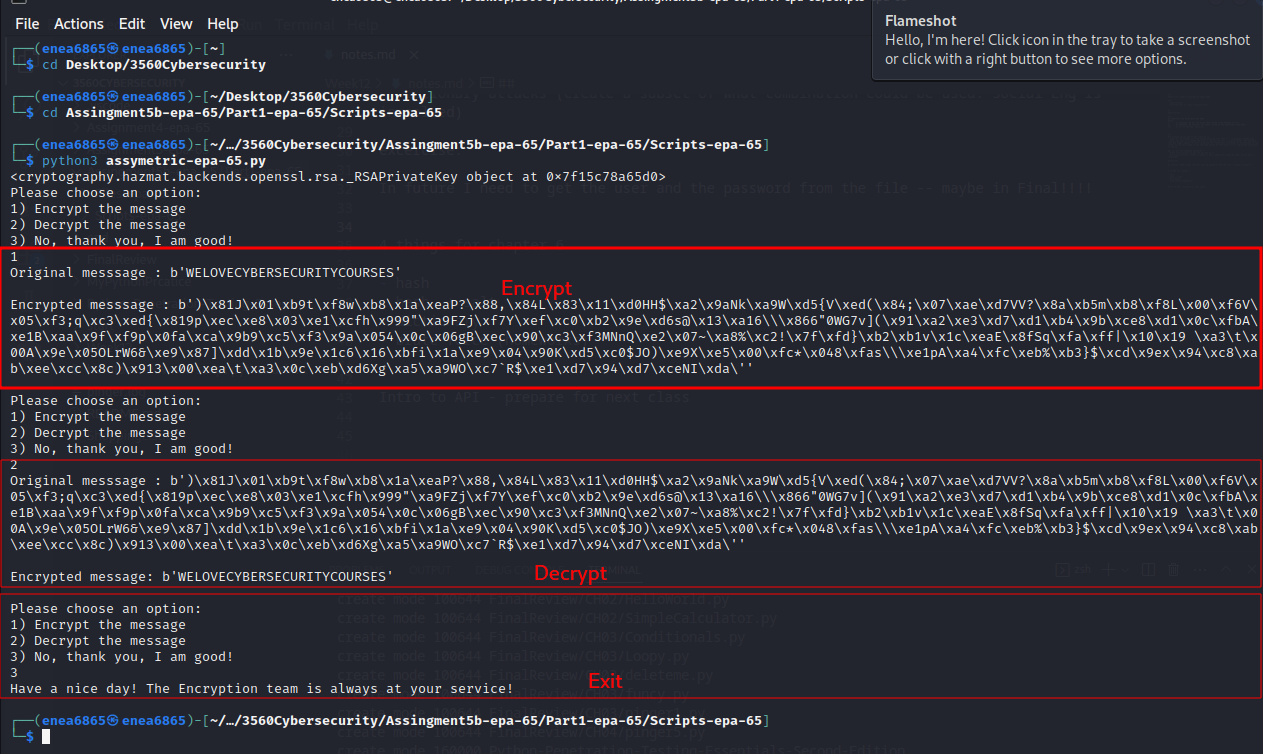 File Actions Edit View Help
Flameshot
Hello, I'm here! Click icon in the tray to take a screenshot
or click with a right button to see more options.
┌──(enea6865㉿enea6865)-[~]
└─$ cd Desktop/3560Cybersecurity
┌──(enea6865㉿enea6865)-[~/Desktop/3560Cybersecurity]
└─$ cd Assingment5b-epa-65/Part1-epa-65/Scripts-epa-65
┌──(enea6865㉿enea6865)-[~/…/3560Cybersecurity/Assingment5b-epa-65/Part1-epa-65/Scripts-epa-65]
└─$ python3 assymetric-epa-65.py
<cryptography.hazmat.backends.openssl.rsa._RSAPrivateKey object at 0×7f15c78a65d0>
Please choose an option:
1) Encrypt the message
2) Decrypt the message
3) No, thank you, I am good!
1
Original messsage : b'WELOVECYBERSECURITYCOURSES'
Encrypt
Encrypted messsage : b')\x81J\x01\xb9t\xf8w\xb8\x1a\xeaP?\x88,\x84L\x83\x11\xd0HH$\xa2\x9aNk\xa9W\xd5{V\xed(\x84;\x07\xae\xd7VV?\x8a\xb5m\xb8\xf8L\x00\xf6V\
x05\xf3;q\xc3\xed{\x819p\xec\xe8\x03\xe1\xcfh\x999"\xa9FZj\xf7Y\xef\xc0\xb2\x9e\xd6s@\x13\xa16\\\x866"0WG7v](\x91\xa2\xe3\xd7\xd1\xb4\x9b\xce8\xd1\x0c\xfbA\
xe1B\xaa\x9f\xf9p\x0fa\xca\x9b9\xc5\xf3\x9a\x054\x0c\x06gB\xec\x90\xc3\xf3MNnQ\xe2\x07~\xa8%\xc2!\x7f\xfd}\xb2\xb1v\x1c\xeaE\x8fSq\xfa\xff|\x10\x19 \xa3t\x
00A\x9e\x05OLrW6&\xe9\x87]\xdd\x1b\x9e\x1c6\x16\xbfi\x1a\xe9\x04\x90K\xd5\xc0$JO)\xe9X\xe5\x00\xfc*\x048\xfas\\\xe1pA\xa4\xfc\xeb%\xb3}$\xcd\x9ex\x94\xc8\xa
b\xee\xcc\x8c)\x913\x00\xea\t\xa3\x0c\xeb\xd6Xg\xa5\xa9WO\xc7`R$\xe1\xd7\x94\xd7\xceNI\xda\''
Please choose an option:
1) Encrypt the message
2) Decrypt the message
3) No, thank you, I am good!
2
Original messsage : b')\x81J\x01\xb9t\xf8w\xb8\x1a\xeaP?\x88,\x84L\x83\x11\xd0HH$\xa2\x9aNk\xa9W\xd5{V\xed(\x84;\x07\xae\xd7VV?\x8a\xb5m\xb8\xf8L\x00\xf6V\x
05\xf3;q\xc3\xed{\x819p\xec\xe8\x03\xe1\xcfh\x999"\xa9FZj\xf7Y\xef\xc0\xb2\x9e\xd6s@\x13\xa16\\\x866"0WG7v](\x91\xa2\xe3\xd7\xd1\xb4\x9b\xce8\xd1\x0c\xfbA\x
e1B\xaa\x9f\xf9p\x0fa\xca\x9b9\xc5\xf3\x9a\x054\x0c\x06gB\xec\x90\xc3\xf3MNnQ\xe2\x07~\xa8%\xc2!\x7f\xfd}\xb2\xb1v\x1c\xeaE\x8fSq\xfa\xff|\x10\x19 \xa3t\x0
0A\x9e\x05OLrW6&\xe9\x87]\xdd\x1b\x9e\x1c6\x16\xbfi\x1a\xe9\x04\x90K\xd5\xc0$JO)\xe9X\xe5\x00\xfc*\x048\xfas\\\xe1pA\xa4\xfc\xeb%\xb3}$\xcd\x9ex\x94\xc8\xab
\xee\xcc\x8c)\x913\x00\xea\t\xa3\x0c\xeb\xd6Xg\xa5\xa9WO\xc7`R$\xe1\xd7\x94\xd7\xceNI\xda\''
Encrypted message: b'WELOVECYBERSECURITYCOURSES'
Decrypt
Please choose an option:
1) Encrypt the message
2) Decrypt the message
3) No, thank you, I am good!
3
Have a nice day! The Encryption team is always at your service!
Exit
┌──(enea6865㉿enea6865)-[~/…/3560Cybersecurity/Assingment5b-epa-65/Part1-epa-65/Scripts-epa-65]
└─$